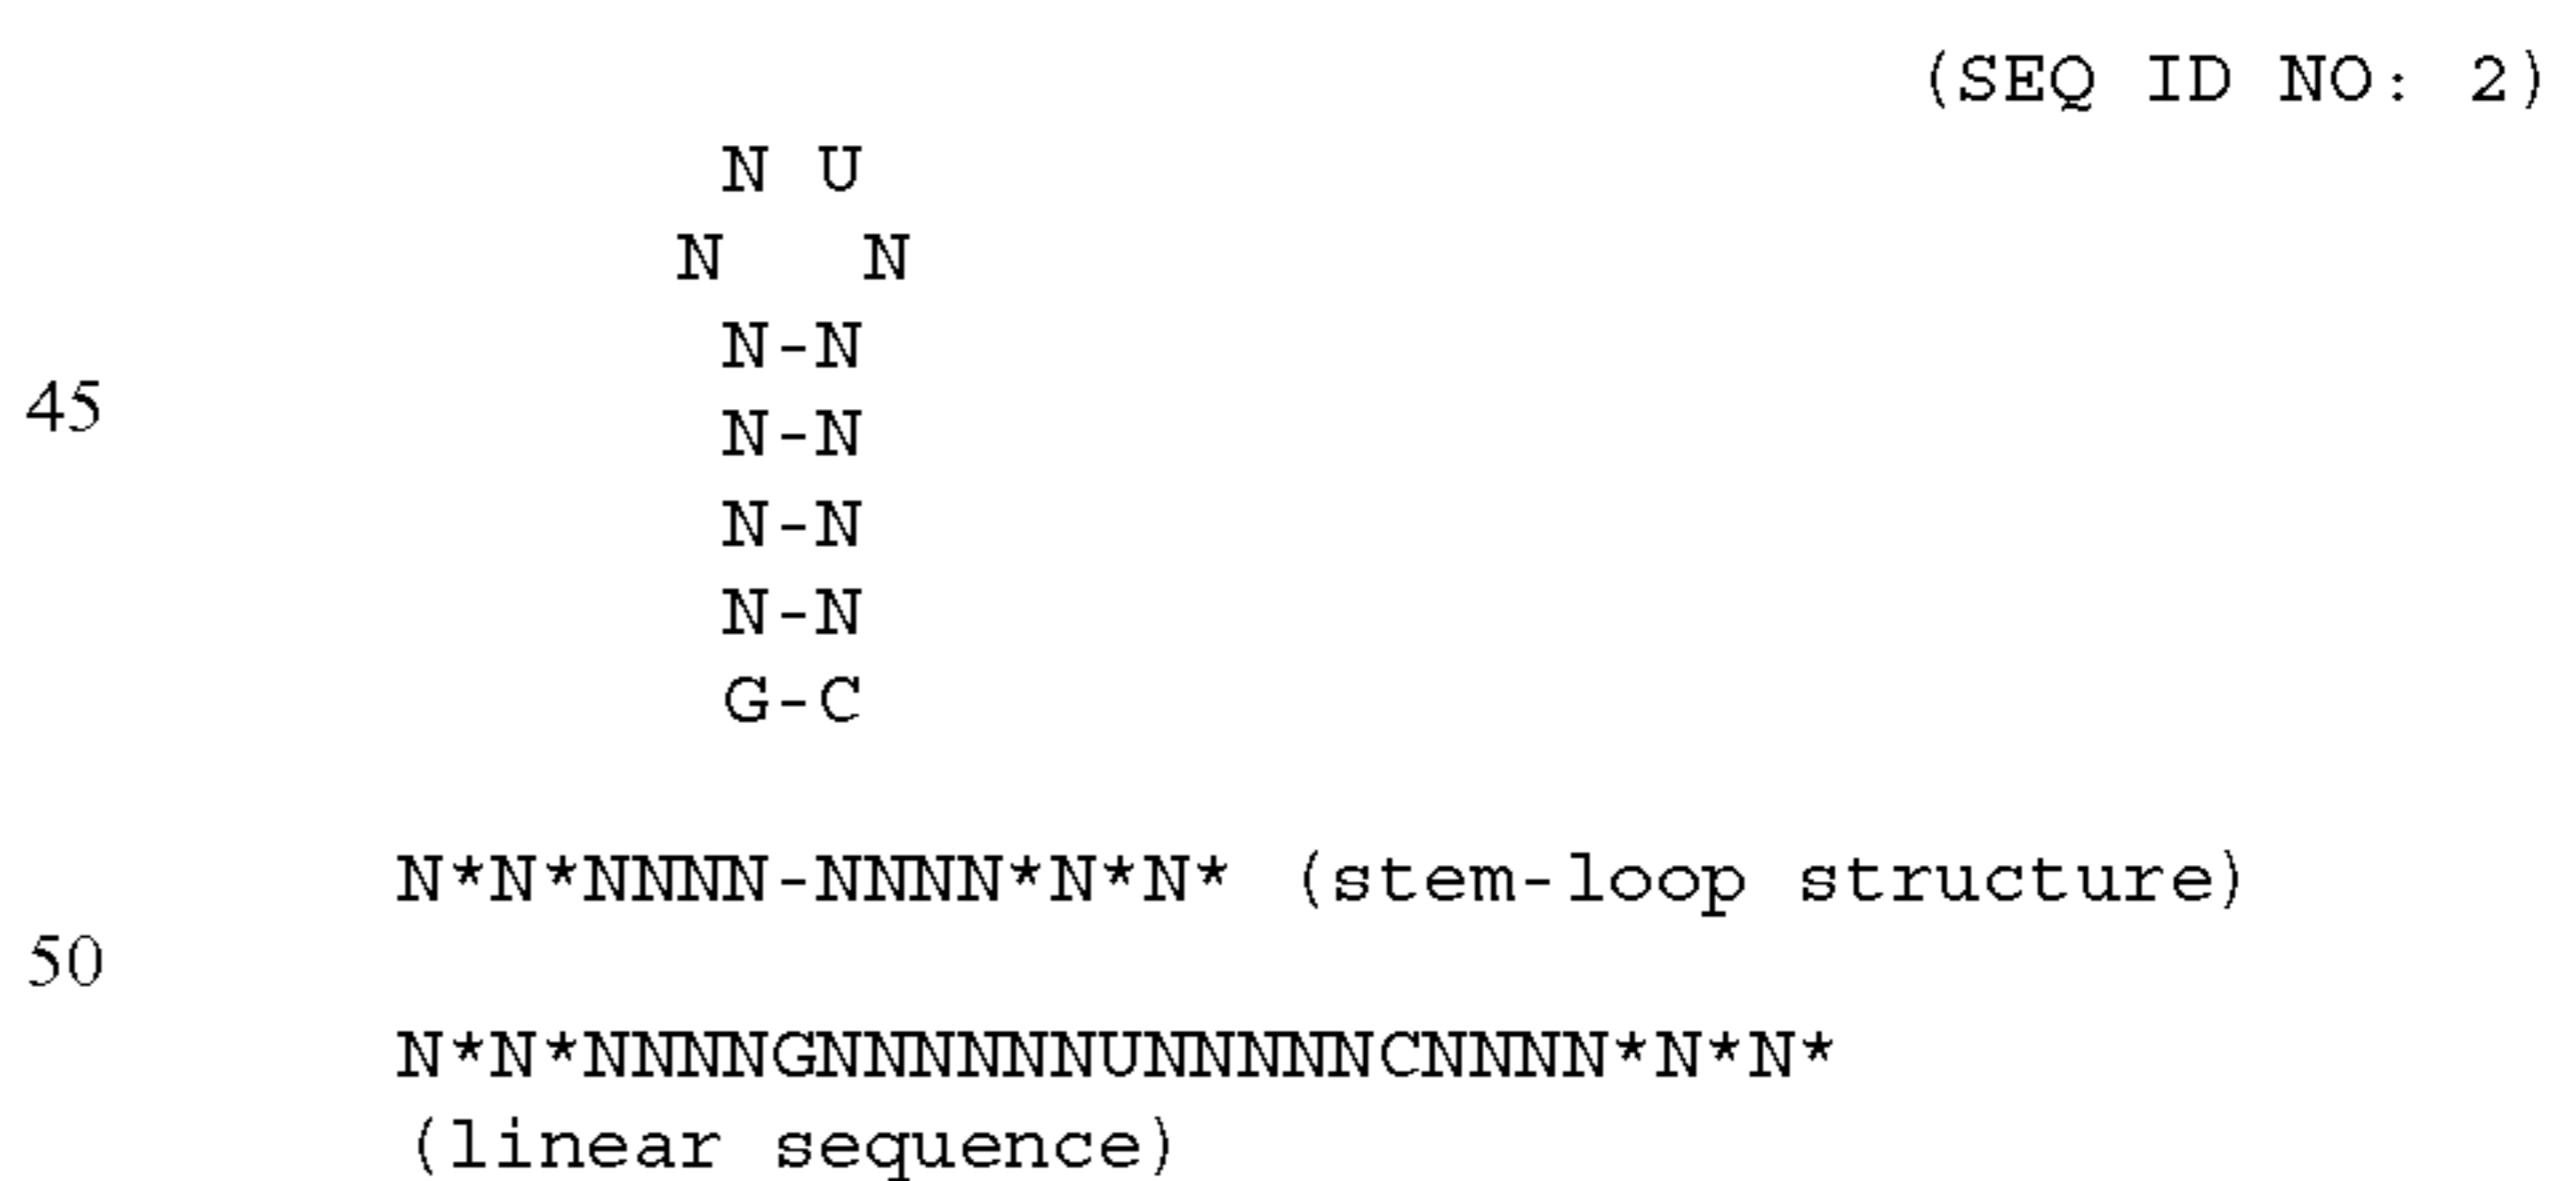 (SEQ ID NO: 2)
N U
N N
N-N
45
N-N
N-N
N-N
G-C
N*N*NNNN-NNNN*N*N* (stem-loop structure)
50
N*N*NNNNGNNNNNNUNNNNNCNNNN*N*N*
(linear sequence)